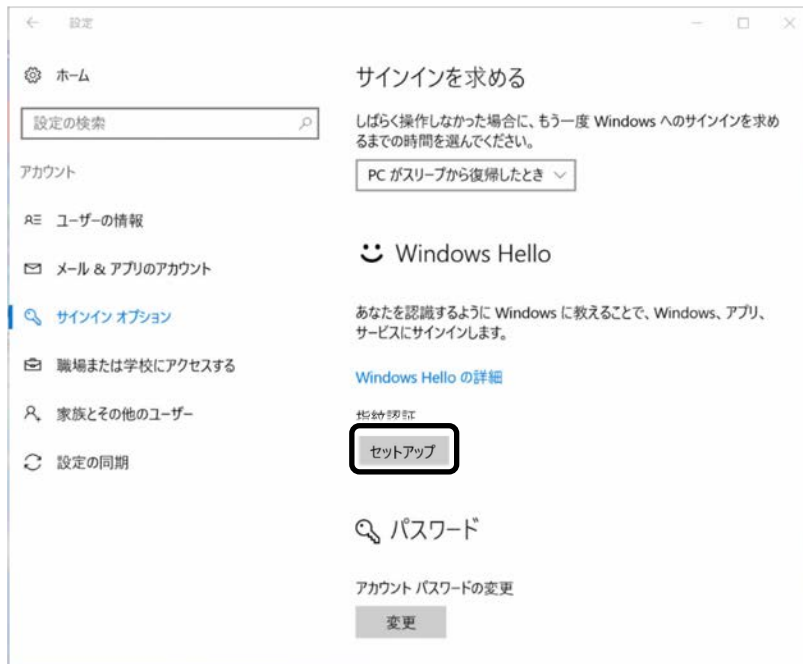 設定
ホーム
設定の検索
アカウント
ユーザーの情報
メール & アプリのアカウント
サインイン オプション
職場または学校にアクセスする
家族とその他のユーザー
設定の同期
サインインを求める
しばらく操作しなかった場合に、もう一度 Windows へのサインインを求め
るまでの時間を選んでください。
PC がスリープから復帰したとき
Windows Hello
あなたを認識するように Windows に教えることで、Windows、アプリ、
サービスにサインインします。
Windows Hello の詳細
指紋認証
セットアップ
パスワード
アカウント パスワードの変更
変更